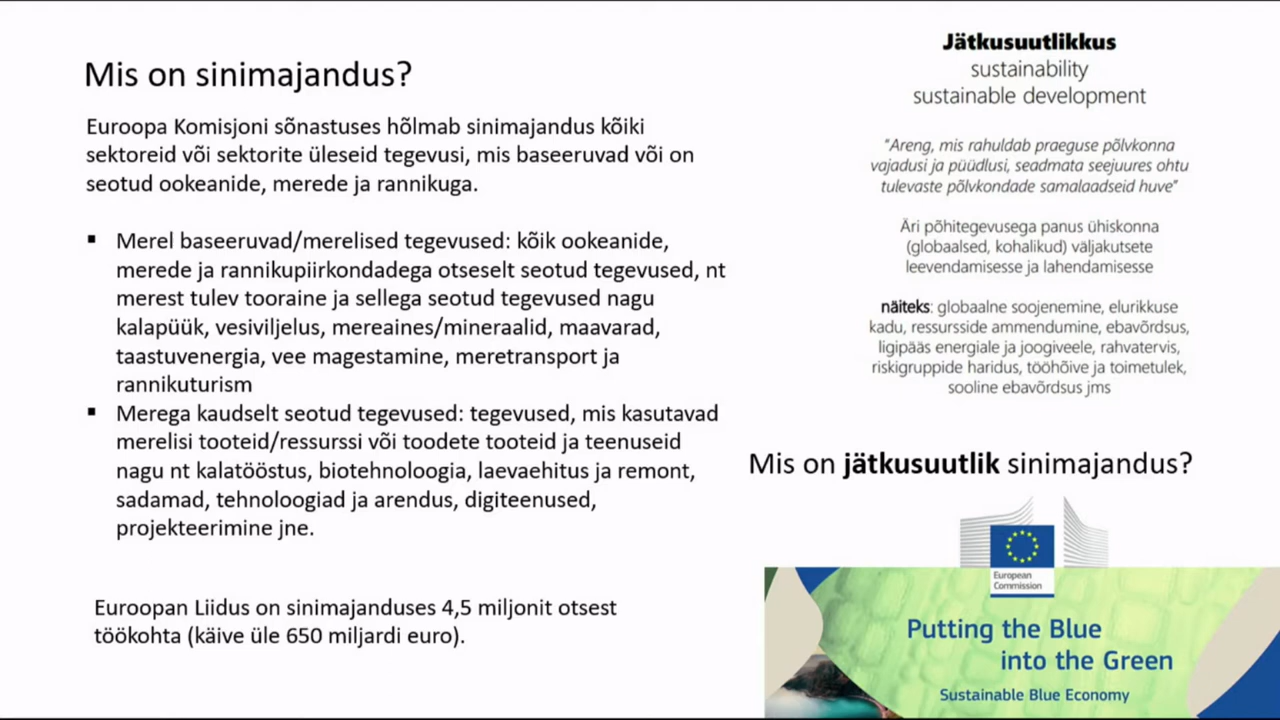 Mis on sinimajandus?
Euroopa Komisjoni sõnastuses hõlmab sinimajandus kõiki
sektoreid või sektorite üleseid tegevusi, mis baseeruvad või on
seotud ookeanide, merede ja rannikuga.
▪ Merel baseeruvad/merelised tegevused: kõik ookeanide,
merede ja rannikupiirkondadega otseselt seotud tegevused, nt
merest tulev tooraine ja sellega seotud tegevused nagu
kalapüük, vesiviljelus, mereaines/mineraalid, maavarad,
taastuvenergia, vee magestamine, meretransport ja
rannikuturism
▪ Merega kaudselt seotud tegevused: tegevused, mis kasutavad
merelisi tooteid/ressurssi või toodete tooteid ja teenuseid
nagu nt kalatööstus, biotehnoloogia, laevaehitus ja remont,
sadamad, tehnoloogiad ja arendus, digiteenused,
projekteerimine jne.
Euroopan Liidus on sinimajanduses 4,5 miljonit otsest
töökohta (käive üle 650 miljardi euro).
Jätkusuutlikkus
sustainability
sustainable development
"Areng, mis rahuldab praeguse põlvkonna
vajadusi ja püüdlusi, seadmata seejuures ohtu
tulevaste põlvkondade samalaadseid huve"
Äri põhitegevusega panus ühiskonna
(globaalsed, kohalikud) väljakutsete
leevendamisesse ja lahendamisesse
näiteks: globaalne soojenemine, elurikkuse
kadu, ressursside ammendumine, ebavõrdsus,
ligipääs energiale ja joogiveele, rahvatervis,
riskigruppide haridus, tööhõive ja toimetulek,
sooline ebavõrdsus jms
Mis on jätkusuutlik sinimajandus?
European
Commission
Putting the Blue
into the Green
Sustainable Blue Economy